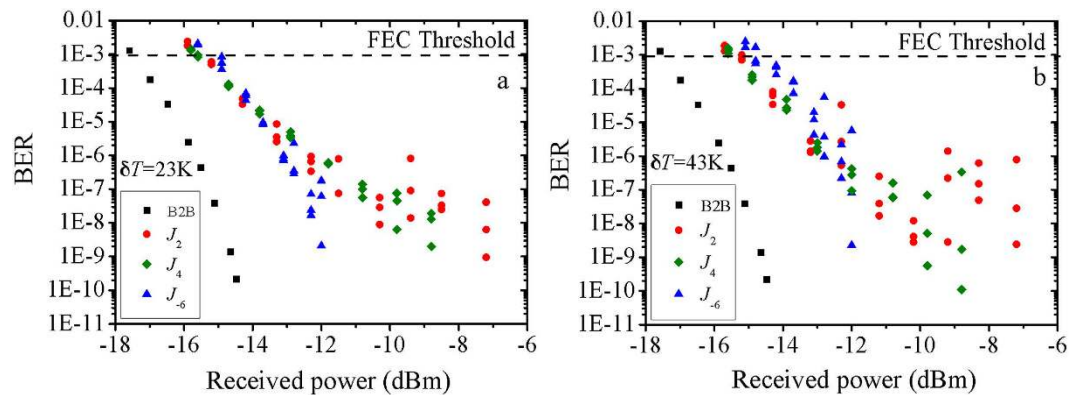 0.01
1E-3
1E-4
1E-5
1E-6
1E-7
1E-8
1E-9
1E-10
1E-11
BER
FEC Threshold
a
δT=23K
B2B
J2
J4
J-6
-18 -16 -14 -12 -10 -8 -6
Received power (dBm)
0.01
1E-3
1E-4
1E-5
1E-6
1E-7
1E-8
1E-9
1E-10
1E-11
BER
FEC Threshold
b
δT=43K
B2B
J2
J4
J-6
-18 -16 -14 -12 -10 -8 -6
Received power (dBm)